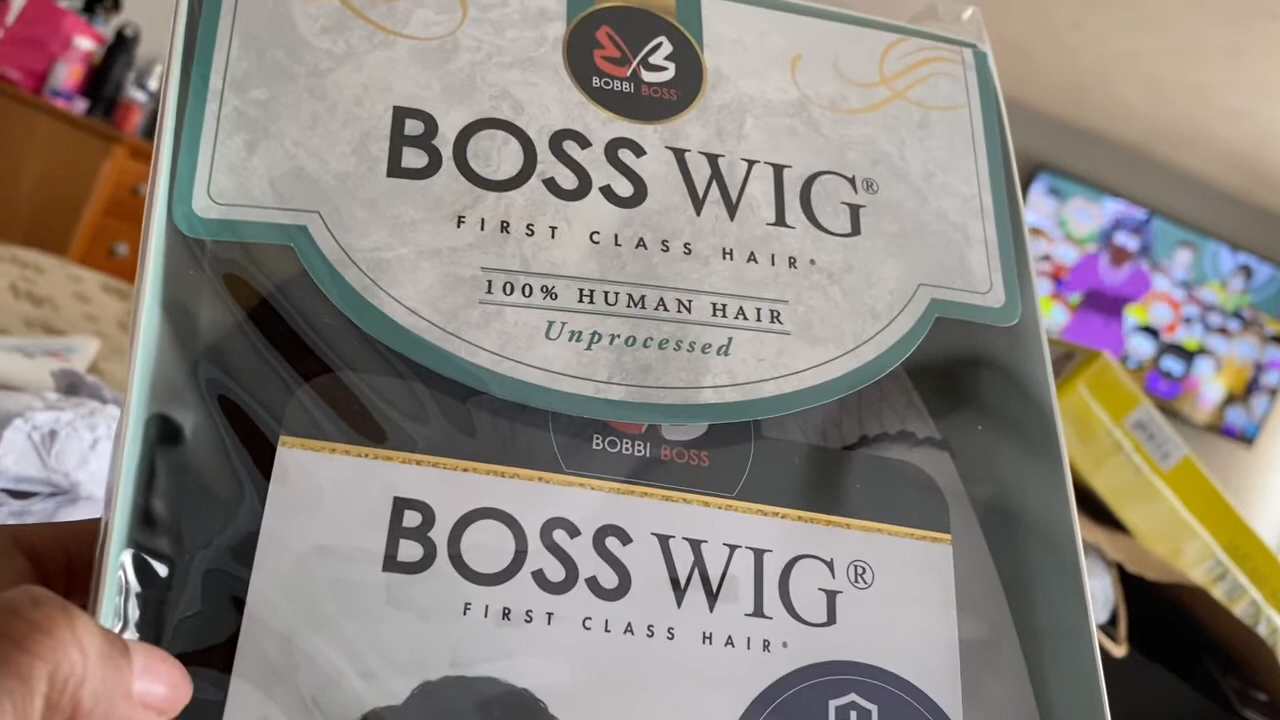 BOBBI BOSS
BOSS WIG®
FIRST CLASS HAIR®
100% HUMAN HAIR
Unprocessed
BOBBI BOSS
BOSS WIG®
FIRST CLASS HAIR®